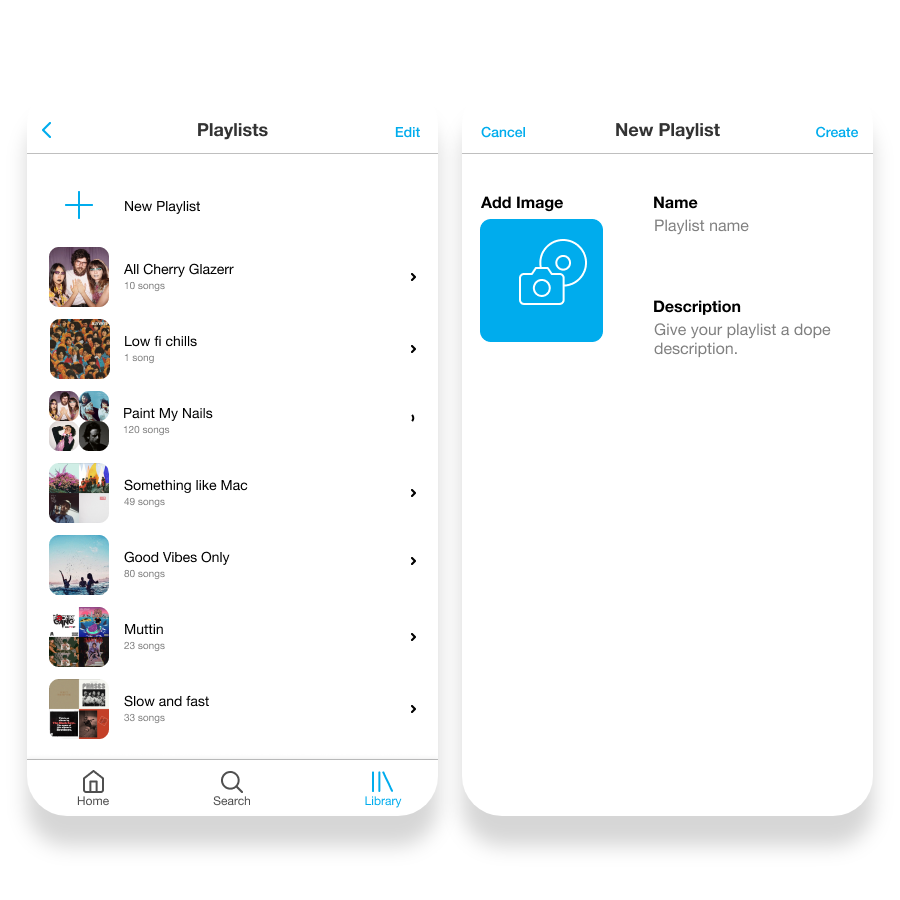 Playlists
Edit
New Playlist
All Cherry Glazerr
10 songs
Low fi chills
1 song
Paint My Nails
120 songs
Something like Mac
49 songs
Good Vibes Only
80 songs
Muttin
23 songs
Slow and fast
33 songs
Home
Search
Library
Cancel
New Playlist
Create
Add Image
Name
Playlist name
Description
Give your playlist a dope
description.